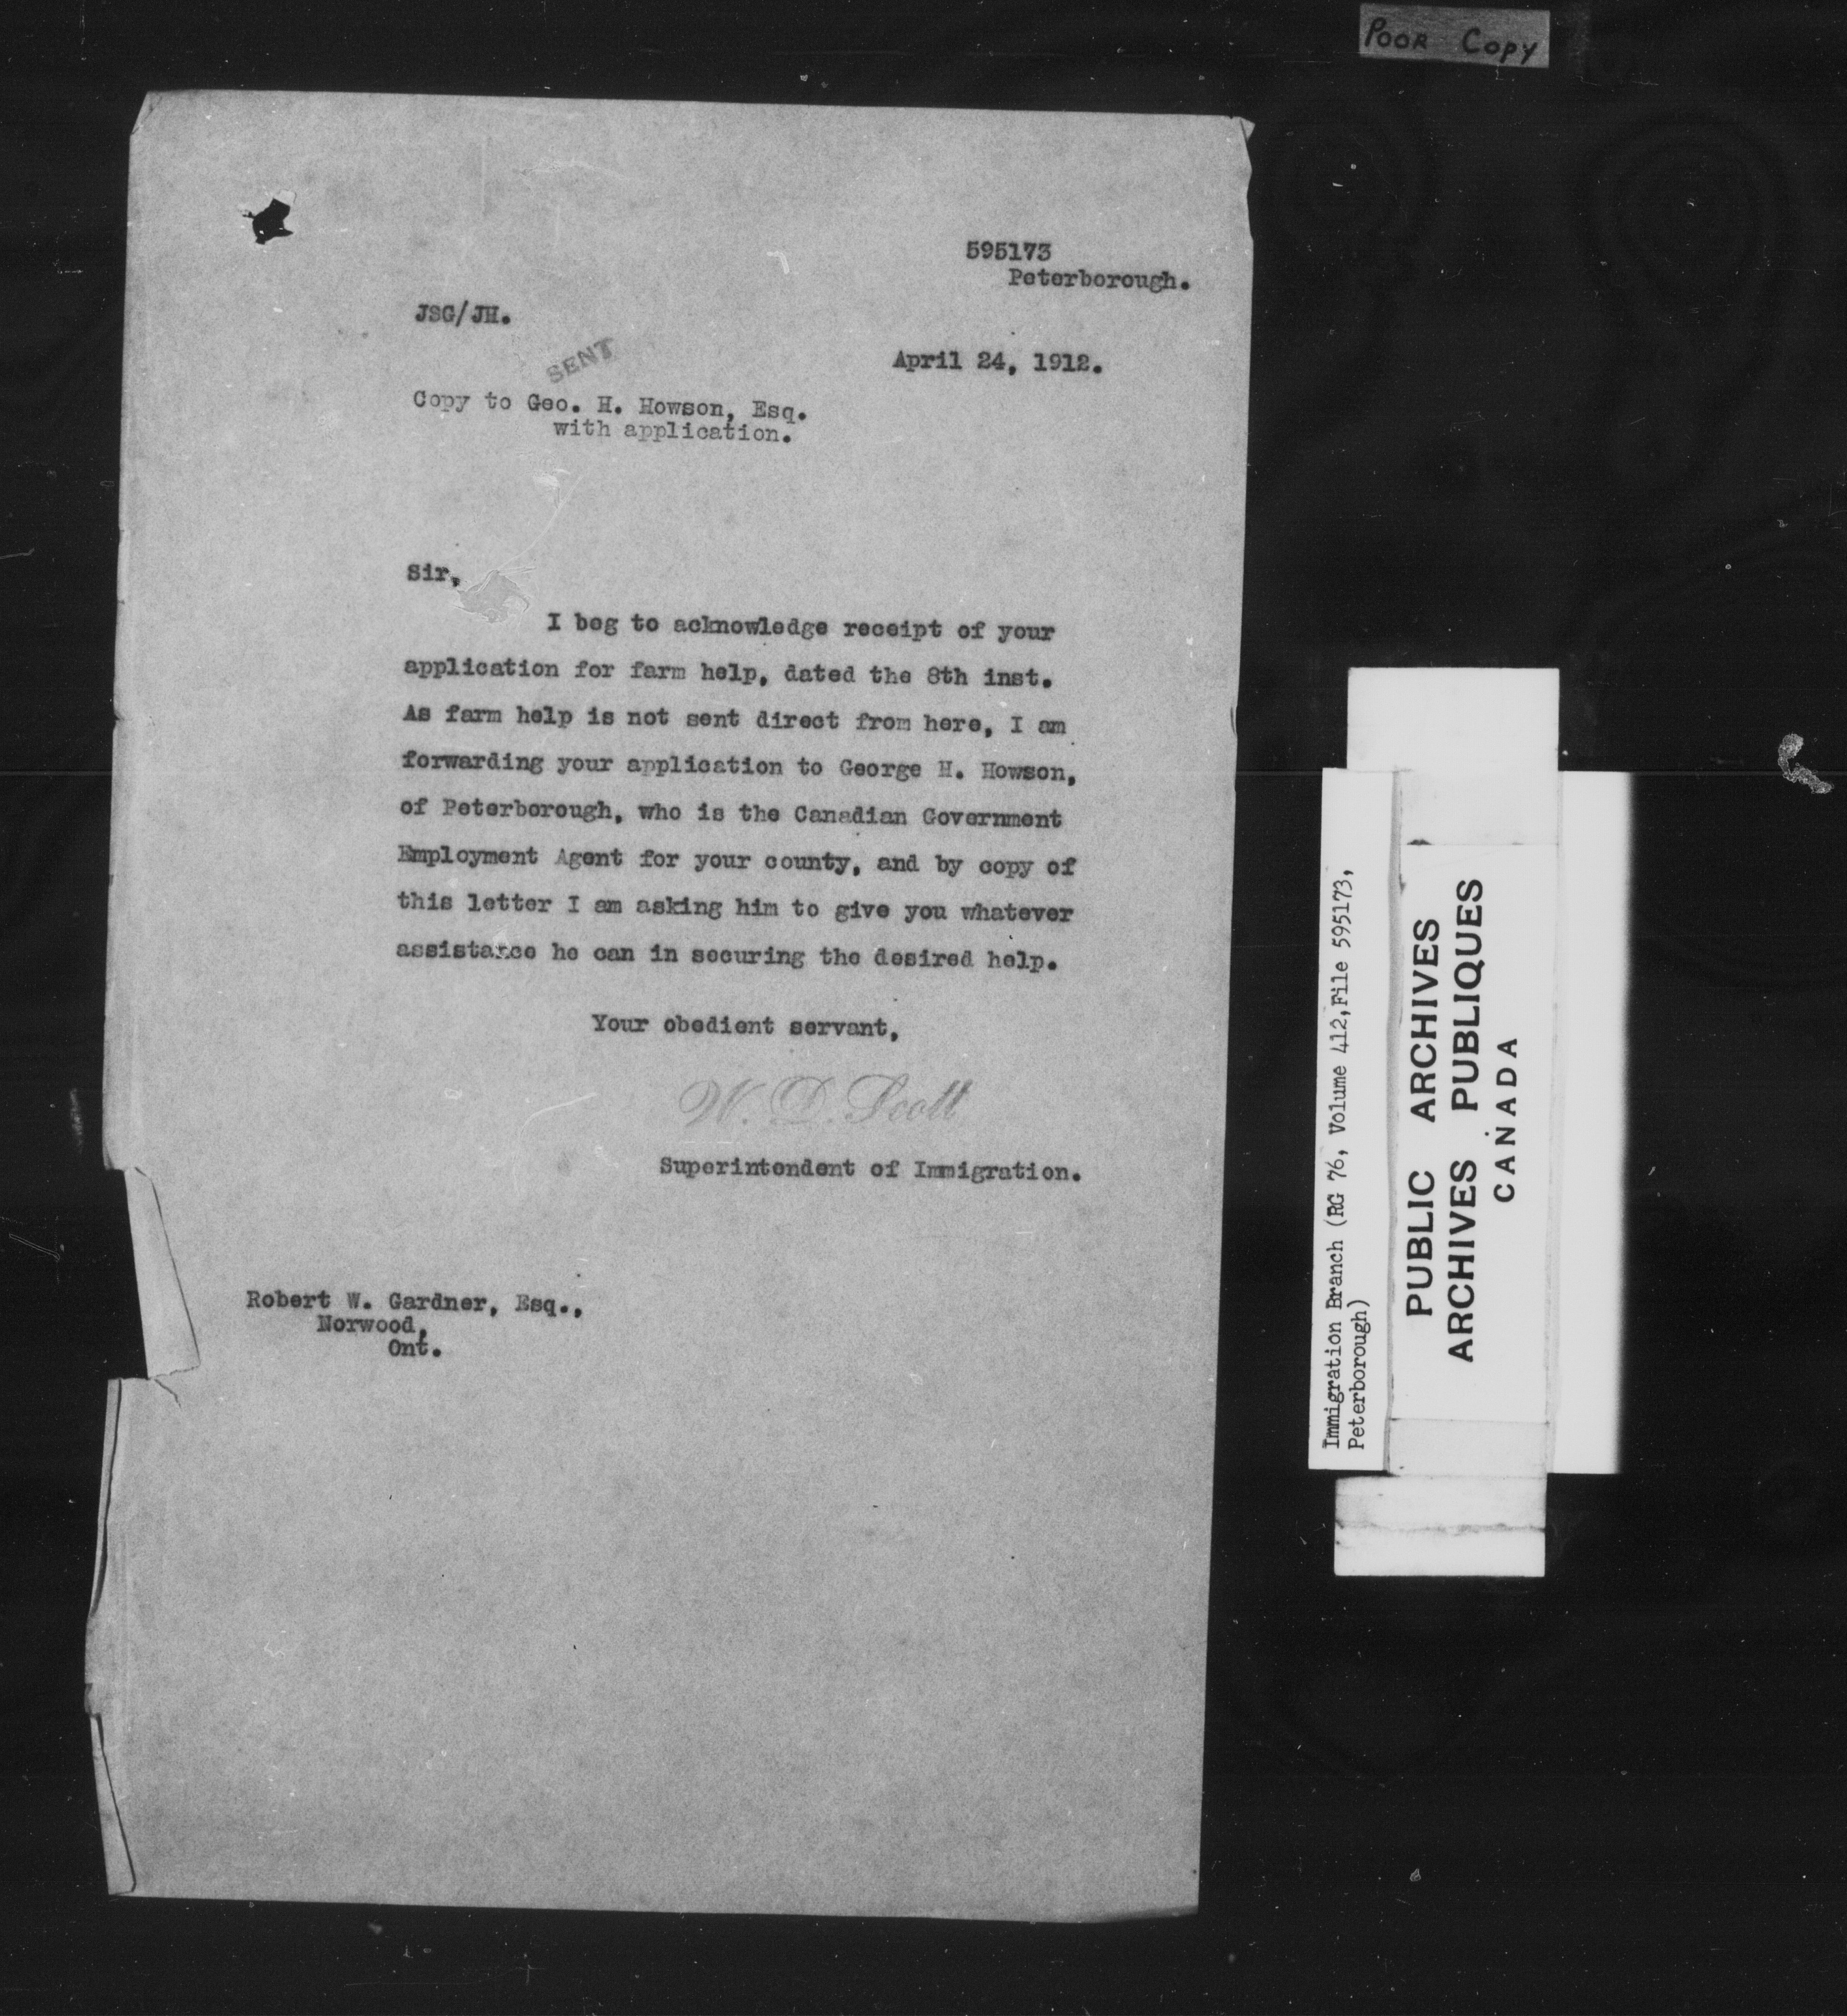 POOR COPY
595173
Peterborough.
JSG/JH.
SENT
April 24, 1912.
Copy to Geo. H. Howson, Esq.
with application.
Sir,
I beg to acknowledge receipt of your
application for farm help, dated the 8th inst.
As farm help is not sent direct from here, I am
forwarding your application to George H. Howson,
of Peterborough, who is the Canadian Government
Employment Agent for your county, and by copy of
this letter I am asking him to give you whatever
assistance he can in securing the desired help.
Your obedient servant,
W. D. Scott
Superintendent of Immigration.
Robert W. Gardner, Esq.,
Norwood,
Ont.
Immigration Branch (RG 76, Volume 412, File 595173,
Peterborough)
PUBLIC ARCHIVES
ARCHIVES PUBLIQUES
CANADA